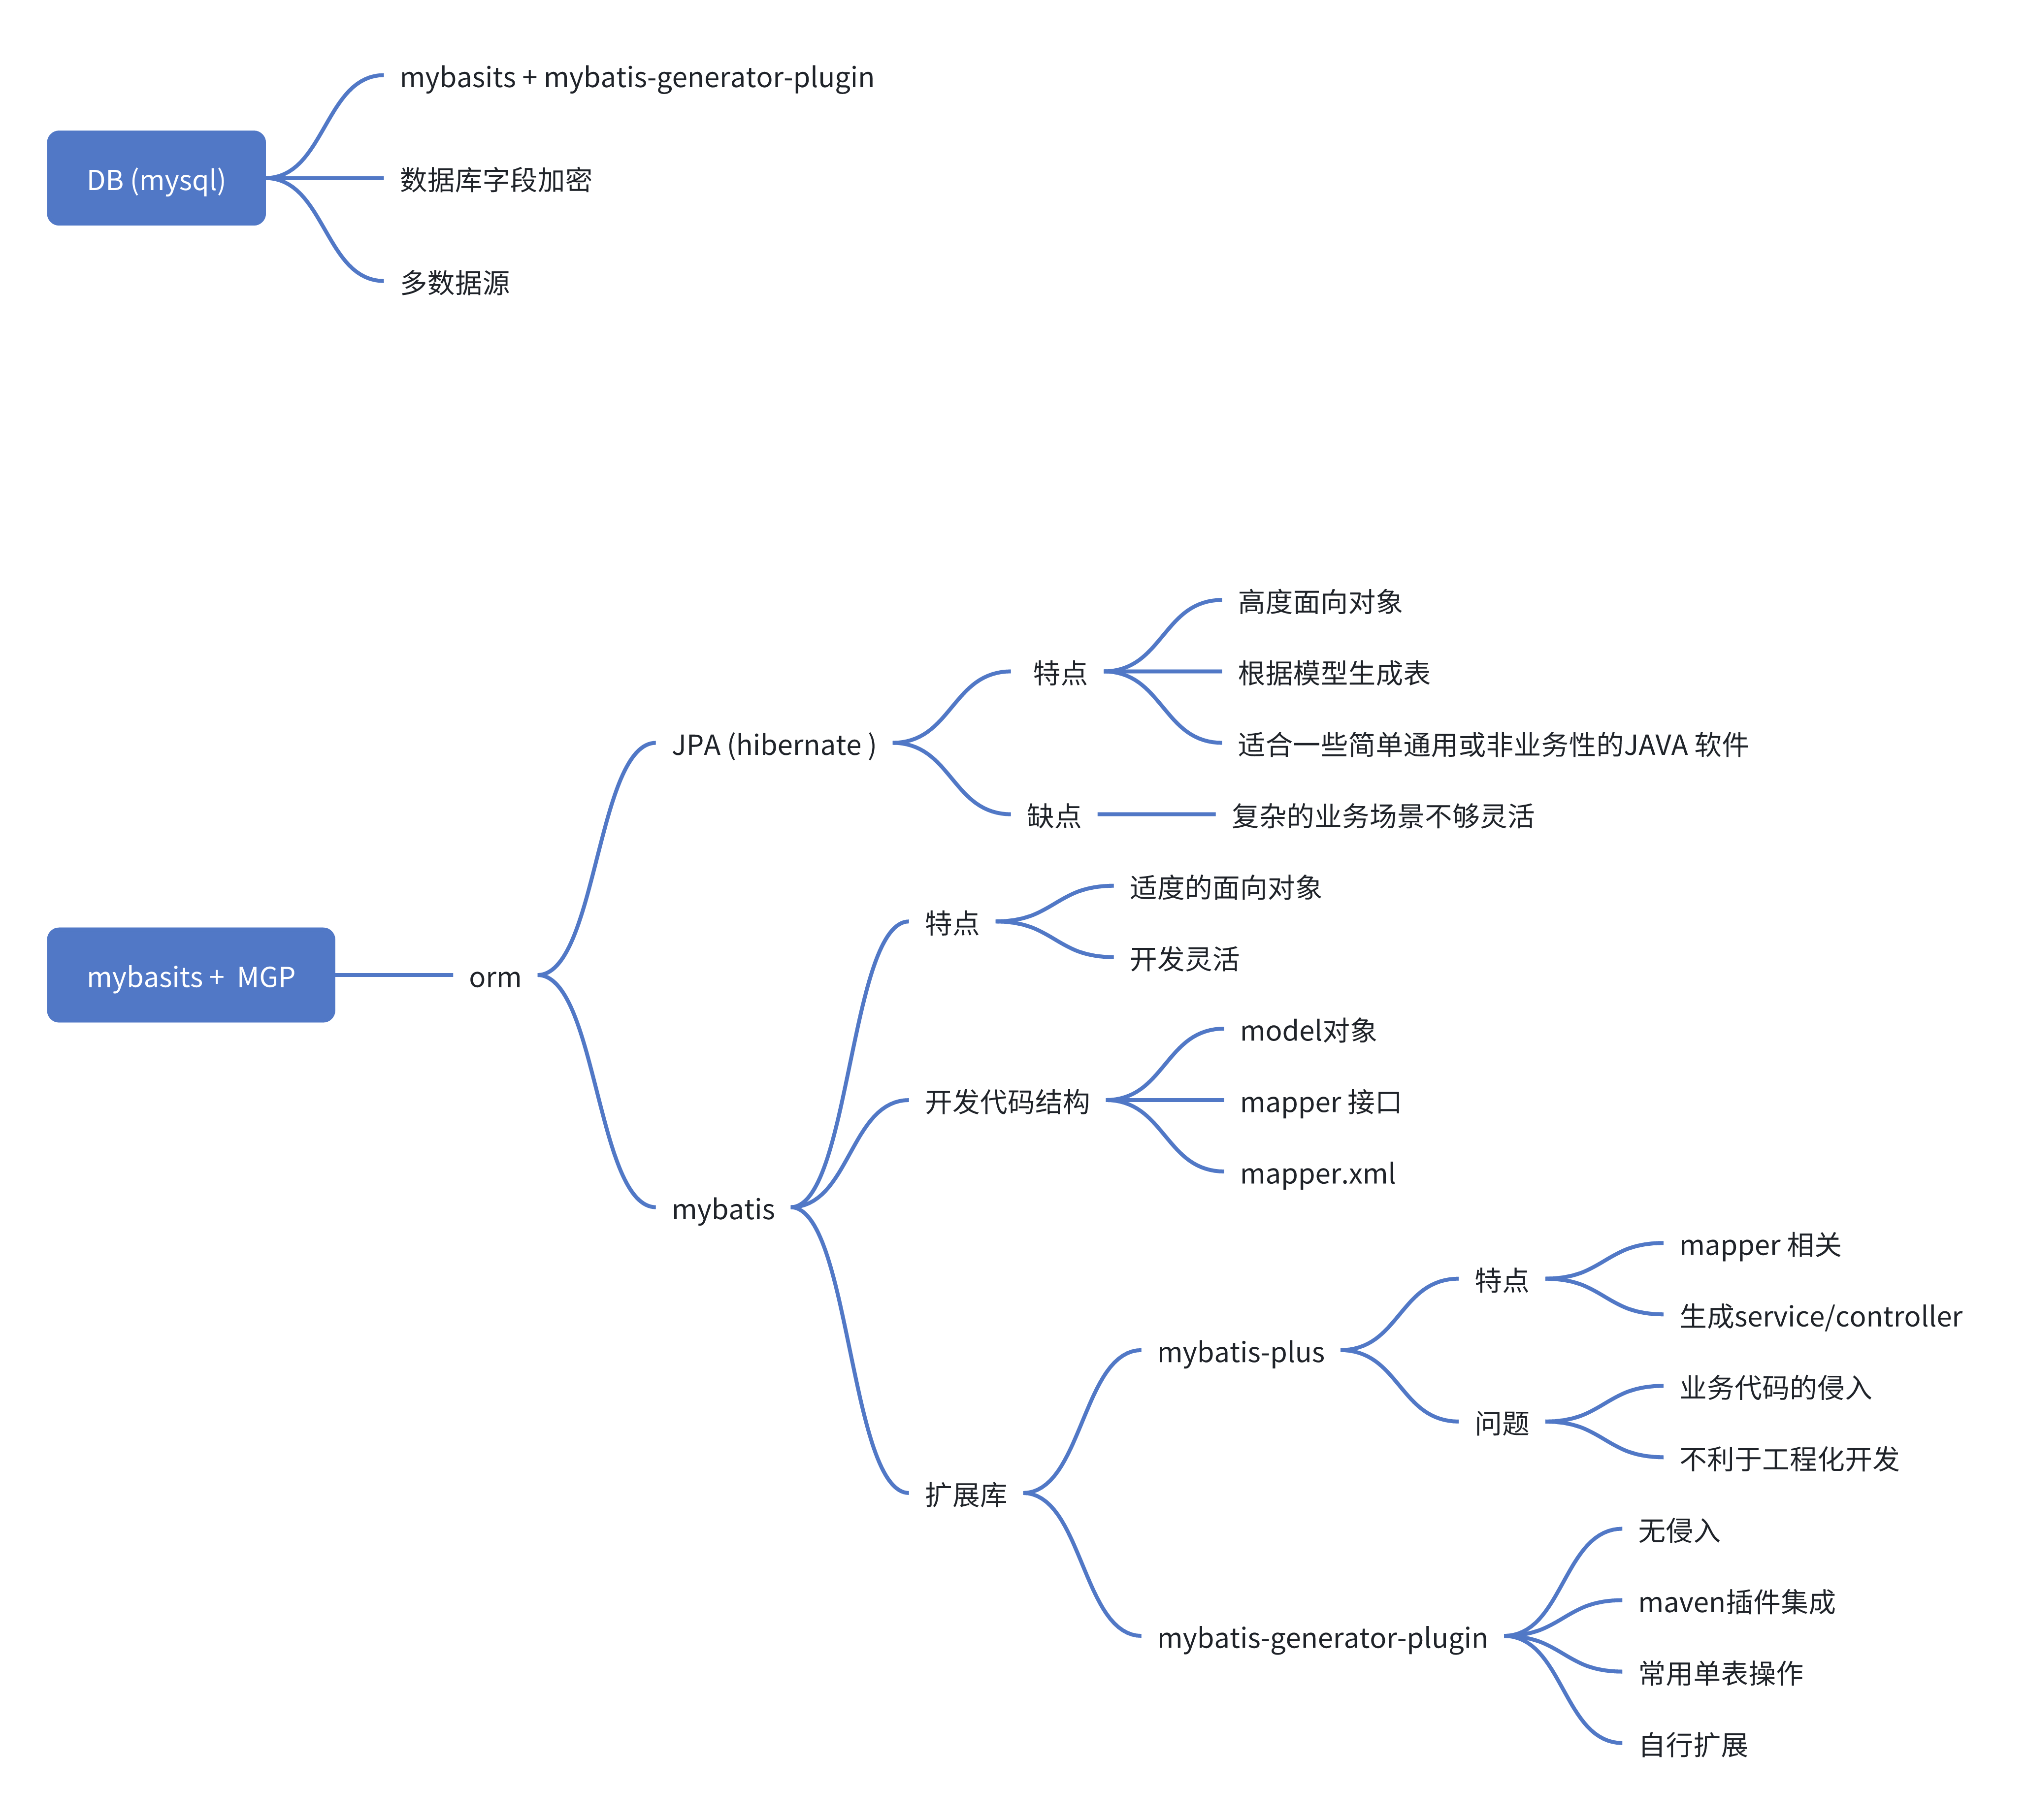 DB (mysql)
mybasits + mybatis-generator-plugin
数据库字段加密
多数据源
mybasits +  MGP
orm
JPA (hibernate )
特点
高度面向对象
根据模型生成表
适合一些简单通用或非业务性的JAVA 软件
缺点
复杂的业务场景不够灵活
mybatis
特点
适度的面向对象
开发灵活
开发代码结构
model对象
mapper 接口
mapper.xml
扩展库
mybatis-plus
特点
mapper 相关
生成service/controller
问题
业务代码的侵入
不利于工程化开发
mybatis-generator-plugin
无侵入
maven插件集成
常用单表操作
自行扩展